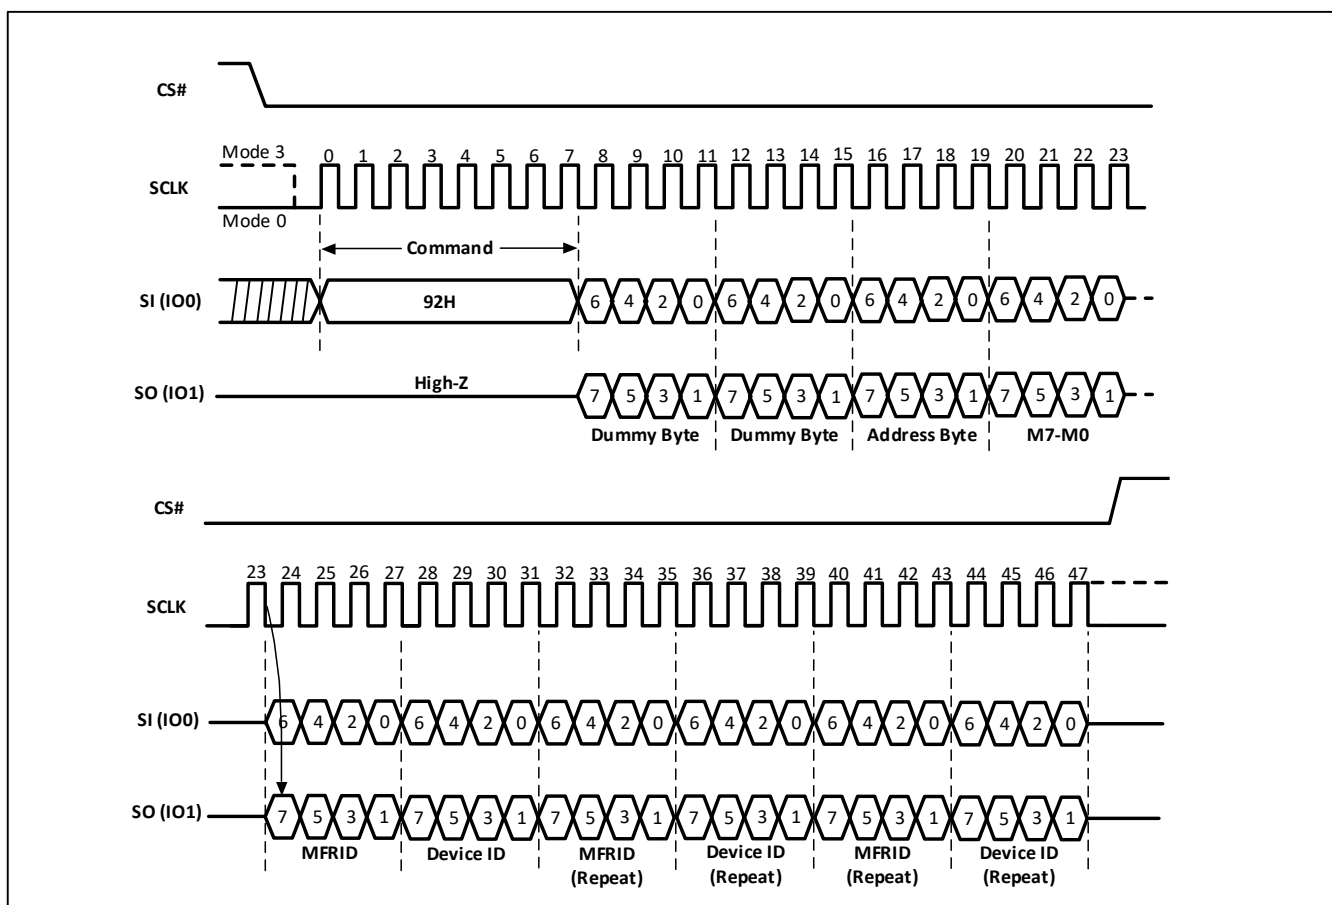 CS#
Mode 3
0 1 2 3 4 5 6 7 8 9 10 11 12 13 14 15 16 17 18 19 20 21 22 23
SCLK
Mode 0
Command
SI (IO0) 92H 6 4 2 0 6 4 2 0 6 4 2 0 6 4 2 0
High-Z
SO (IO1) 7 5 3 1 7 5 3 1 7 5 3 1 7 5 3 1
Dummy Byte Dummy Byte Address Byte M7-M0
CS#
23 24 25 26 27 28 29 30 31 32 33 34 35 36 37 38 39 40 41 42 43 44 45 46 47
SCLK
SI (IO0) 6 4 2 0 6 4 2 0 6 4 2 0 6 4 2 0 6 4 2 0 6 4 2 0
SO (IO1) 7 5 3 1 7 5 3 1 7 5 3 1 7 5 3 1 7 5 3 1 7 5 3 1
MFRID Device ID MFRID Device ID MFRID Device ID
(Repeat) (Repeat) (Repeat) (Repeat)